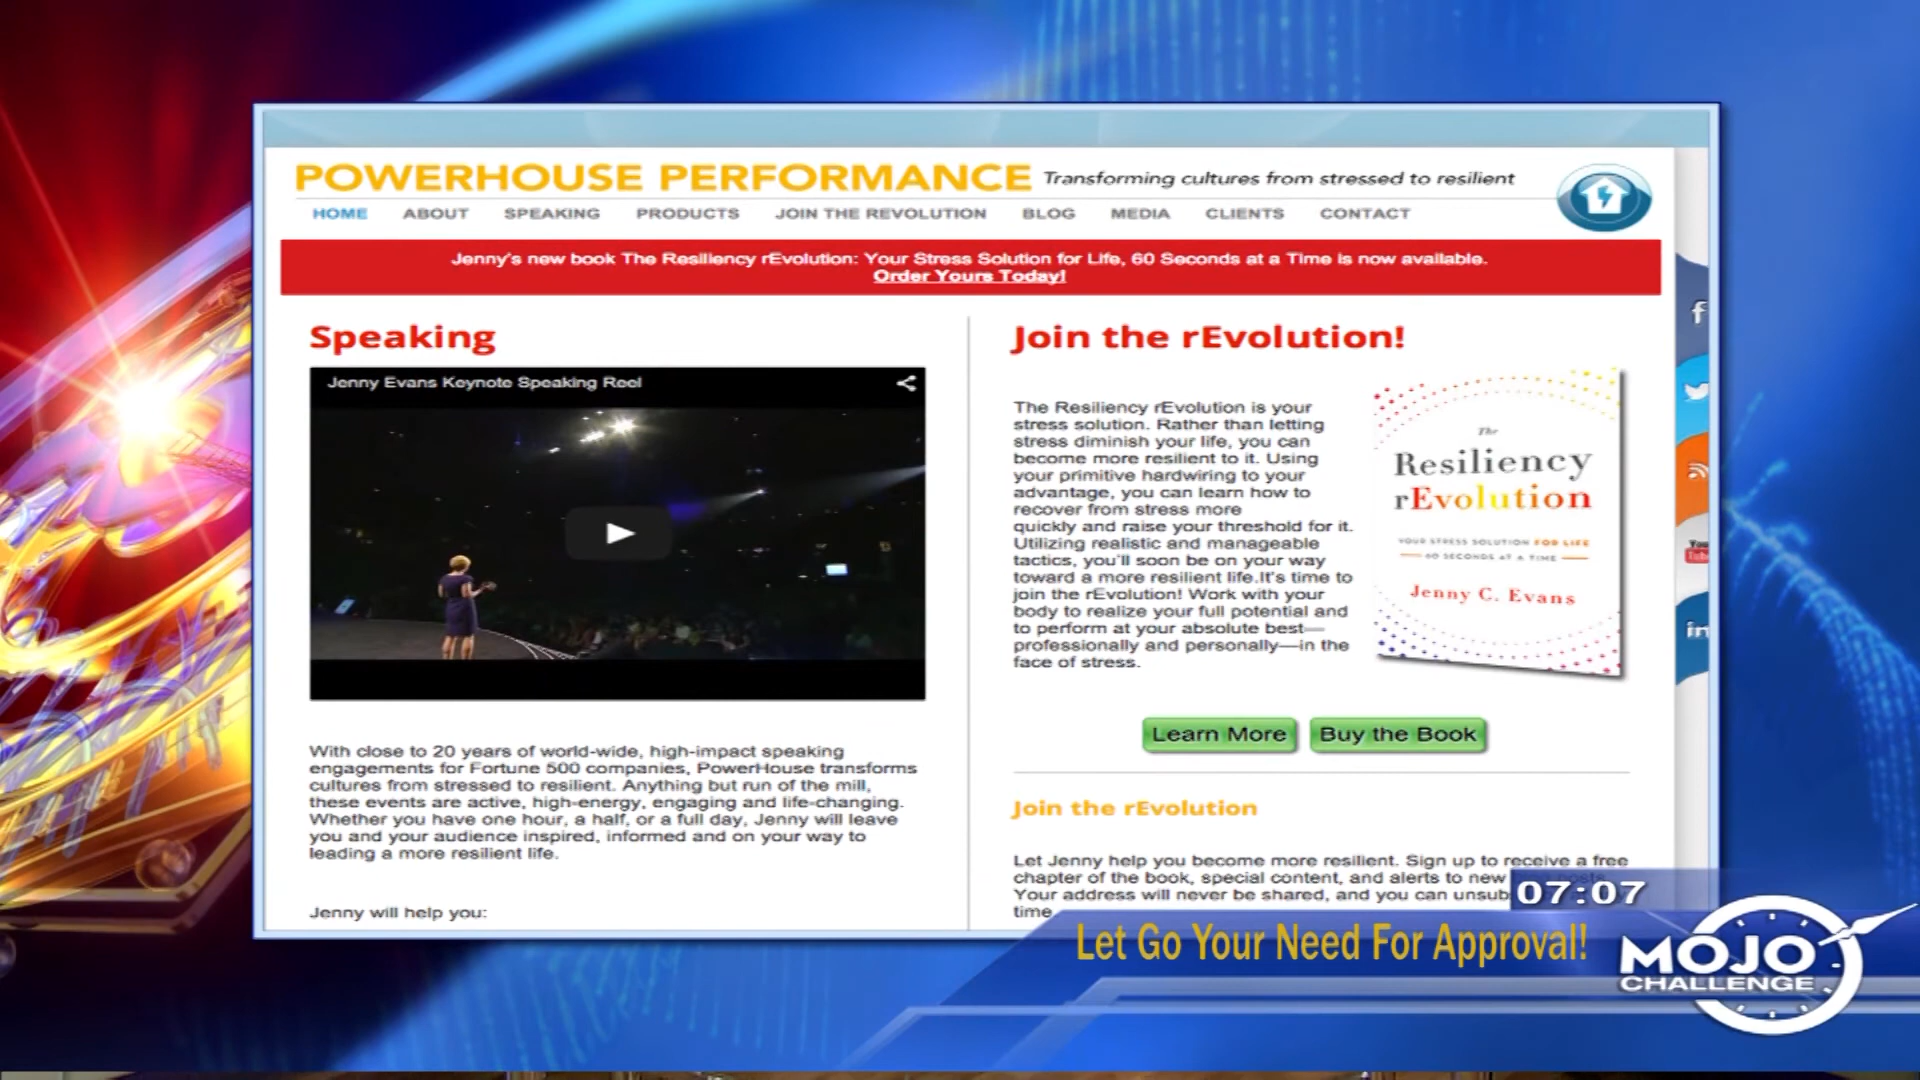 POWERHOUSE PERFORMANCE Transforming cultures from stressed to resilient
HOME ABOUT SPEAKING PRODUCTS JOIN THE REVOLUTION BLOG MEDIA CLIENTS CONTACT
Jenny's new book The Resiliency rEvolution: Your Stress Solution for Life, 60 Seconds at a Time is now available.
Order Yours Today!
Speaking
Jenny Evans Keynote Speaking Reel
With close to 20 years of world-wide, high-impact speaking
engagements for Fortune 500 companies, PowerHouse transforms
cultures from stressed to resilient. Anything but run of the mill,
these events are active, high-energy, engaging and life-changing.
Whether you have one hour, a half, or a full day, Jenny will leave
you and your audience inspired, informed and on your way to
leading a more resilient life.
Jenny will help you:
Join the rEvolution!
The Resiliency rEvolution is your
stress solution. Rather than letting
stress diminish your life, you can
become more resilient to it. Using
your primitive hardwiring to your
advantage, you can learn how to
recover from stress more
quickly and raise your threshold for it.
Utilizing realistic and manageable
tactics, you'll soon be on your way
toward a more resilient life.It's time to
join the rEvolution! Work with your
body to realize your full potential and
to perform at your absolute best—
professionally and personally—in the
face of stress.
The
Resiliency
rEvolution
YOUR STRESS SOLUTION FOR LIFE
60 SECONDS AT A TIME
Jenny C. Evans
Learn More Buy the Book
Join the rEvolution
Let Jenny help you become more resilient. Sign up to receive a free
chapter of the book, special content, and alerts to new
Your address will never be shared, and you can unsub
time
f
You
Tube
in
07:07
Let Go Your Need For Approval!
MOJO
CHALLENGE